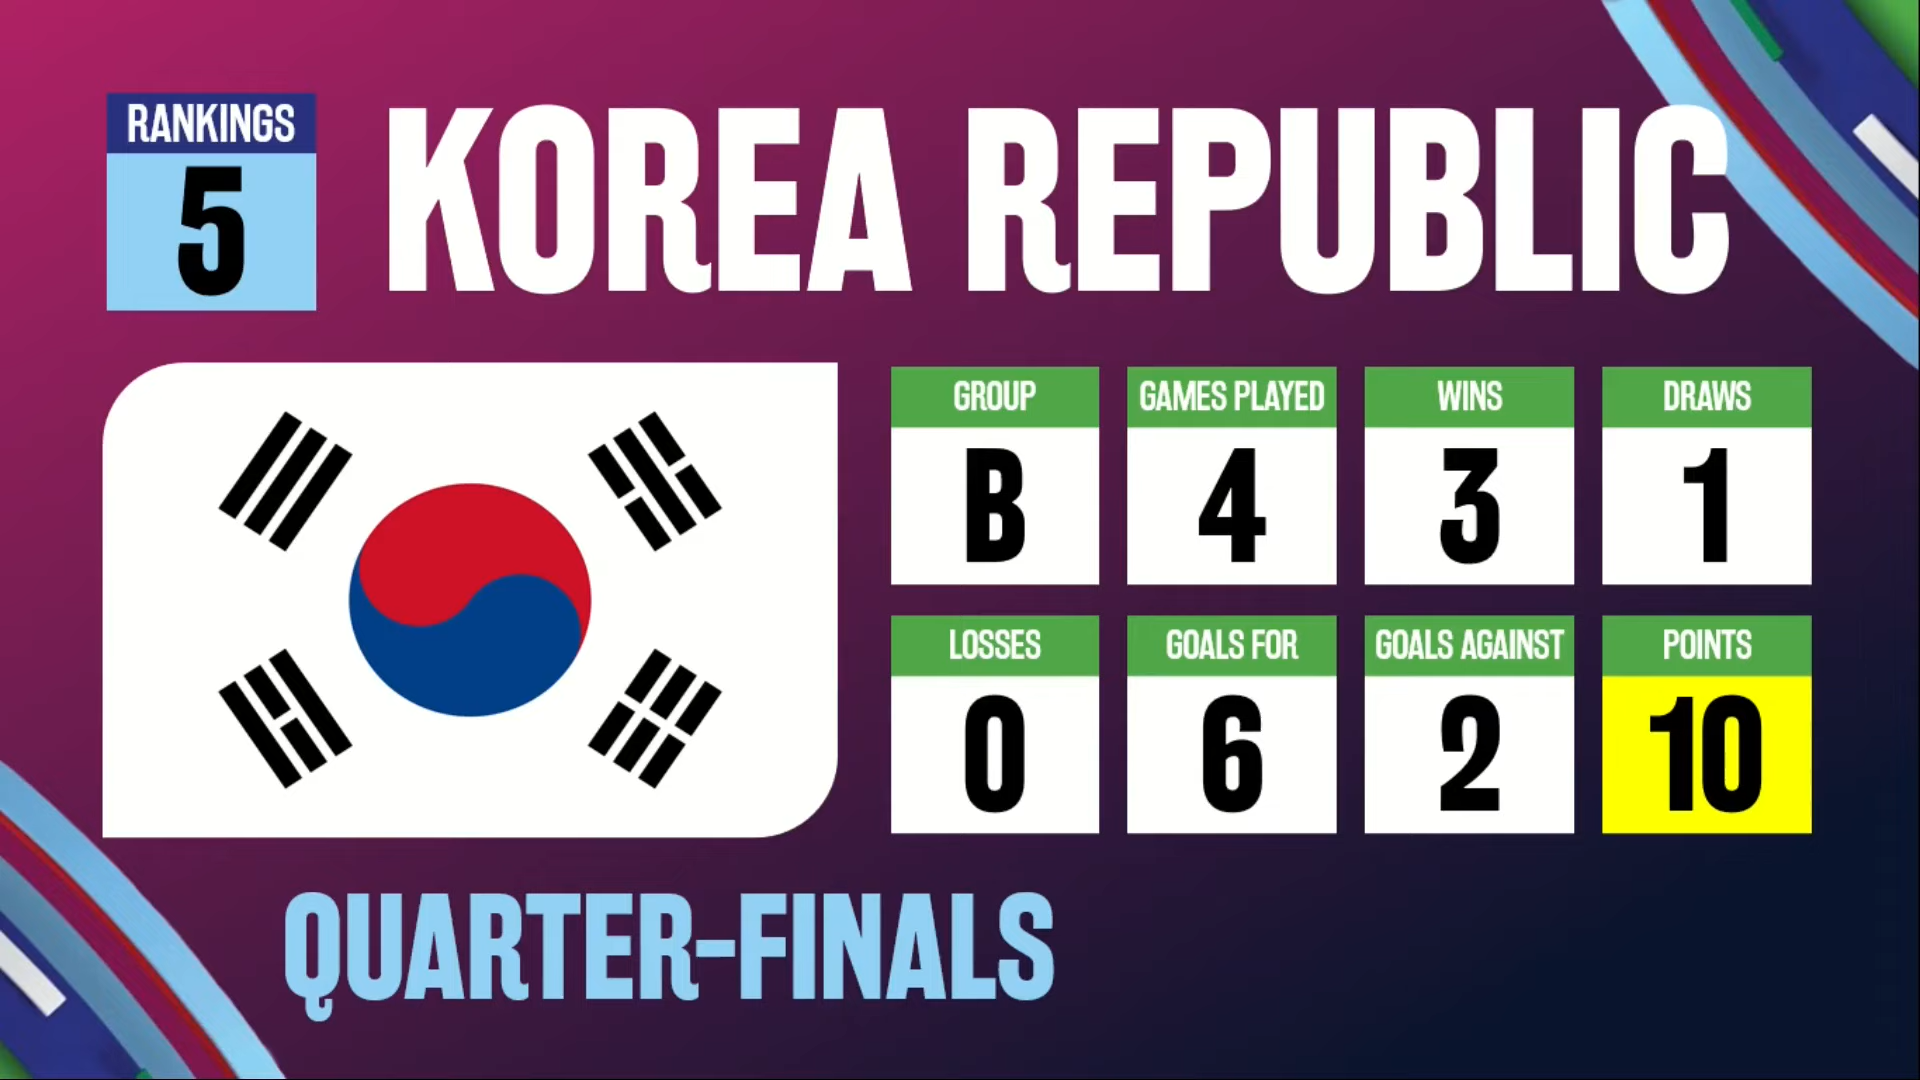 RANKINGS
5
KOREA REPUBLIC
GROUP
B
GAMES PLAYED
4
WINS
3
DRAWS
1
LOSSES
0
GOALS FOR
6
GOALS AGAINST
2
POINTS
10
QUARTER-FINALS